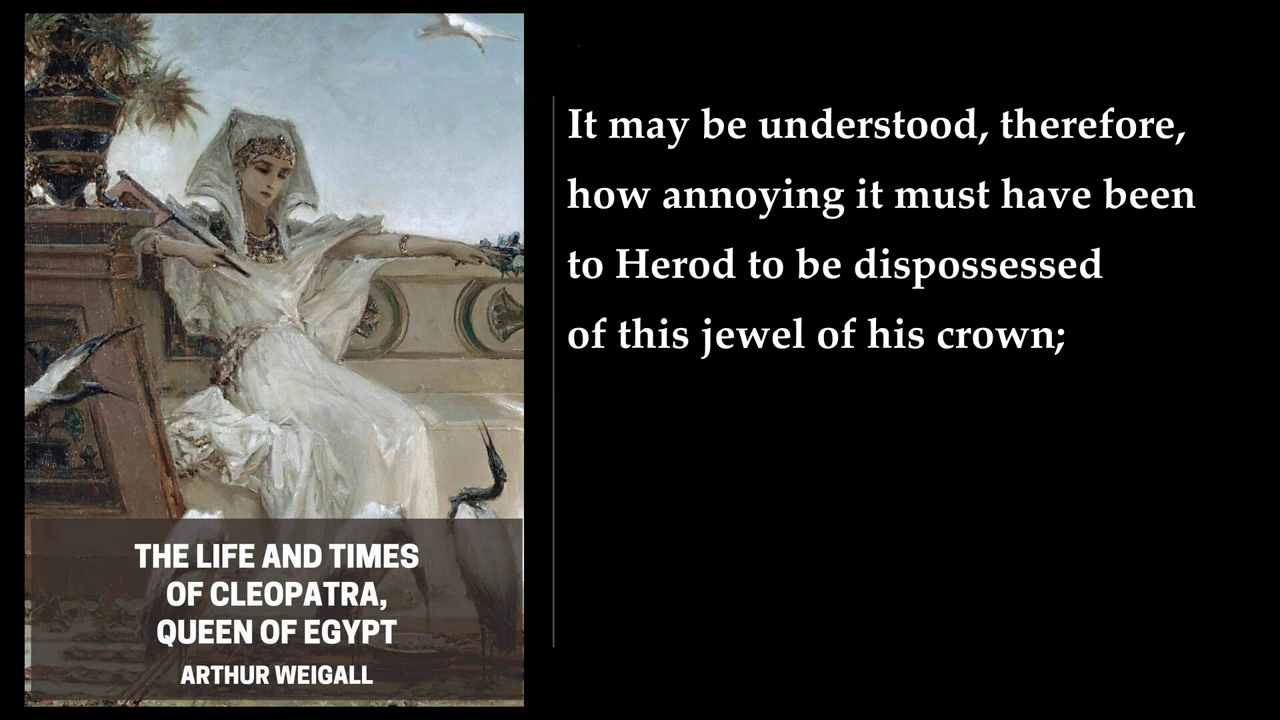 It may be understood, therefore,
how annoying it must have been
to Herod to be dispossessed
of this jewel of his crown;
THE LIFE AND TIMES
OF CLEOPATRA,
QUEEN OF EGYPT
ARTHUR WEIGALL